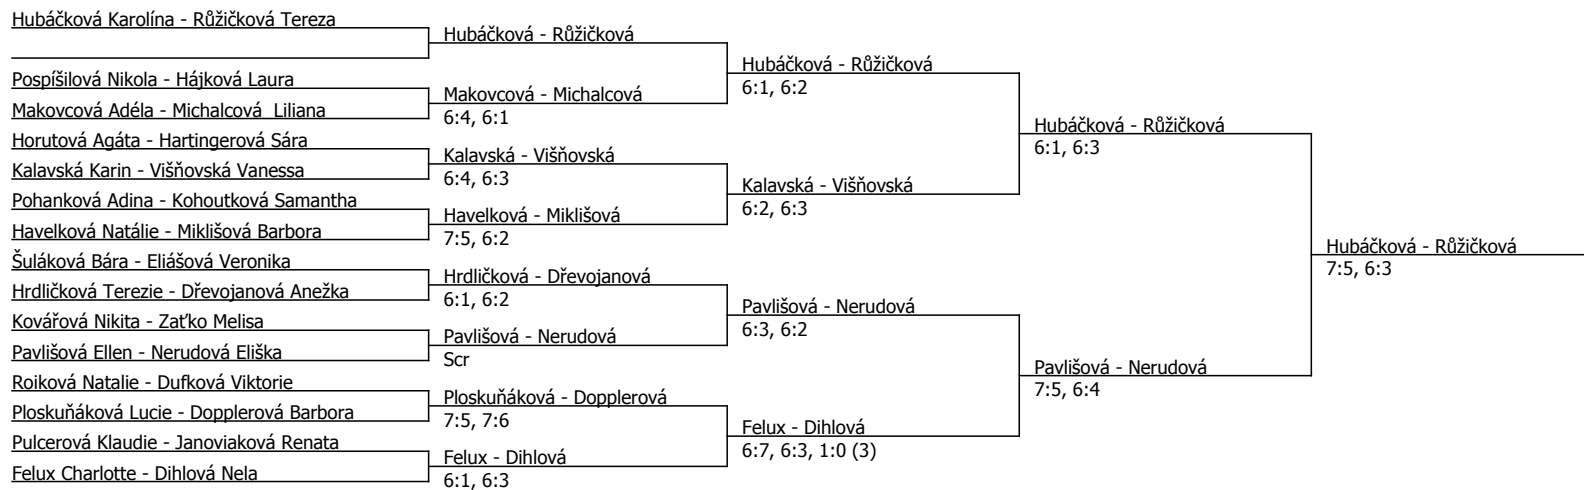 Hubáčková Karolína - Růžičková Tereza
Pospíšilová Nikola - Hájková Laura
Makovcová Adéla - Michalcová  Liliana
Horutová Agáta - Hartingerová Sára
Kalavská Karin - Višňovská Vanessa
Pohanková Adina - Kohoutková Samantha
Havelková Natálie - Miklišová Barbora
Šuláková Bára - Eliášová Veronika
Hrdličková Terezie - Dřevojanová Anežka
Kovářová Nikita - Zaťko Melisa
Pavlišová Ellen - Nerudová Eliška
Roiková Natalie - Dufková Viktorie
Ploskuňáková Lucie - Dopplerová Barbora
Pulcerová Klaudie - Janoviaková Renata
Felux Charlotte - Dihlová Nela
Hubáčková - Růžičková
Makovcová - Michalcová
6:4, 6:1
Kalavská - Višňovská
6:4, 6:3
Havelková - Miklišová
7:5, 6:2
Hrdličková - Dřevojanová
6:1, 6:2
Pavlišová - Nerudová
Scr
Ploskuňáková - Dopplerová
7:5, 7:6
Felux - Dihlová
6:1, 6:3
Hubáčková - Růžičková
6:1, 6:2
Kalavská - Višňovská
6:2, 6:3
Pavlišová - Nerudová
6:3, 6:2
Felux - Dihlová
6:7, 6:3, 1:0 (3)
Hubáčková - Růžičková
6:1, 6:3
Pavlišová - Nerudová
7:5, 6:4
Hubáčková - Růžičková
7:5, 6:3